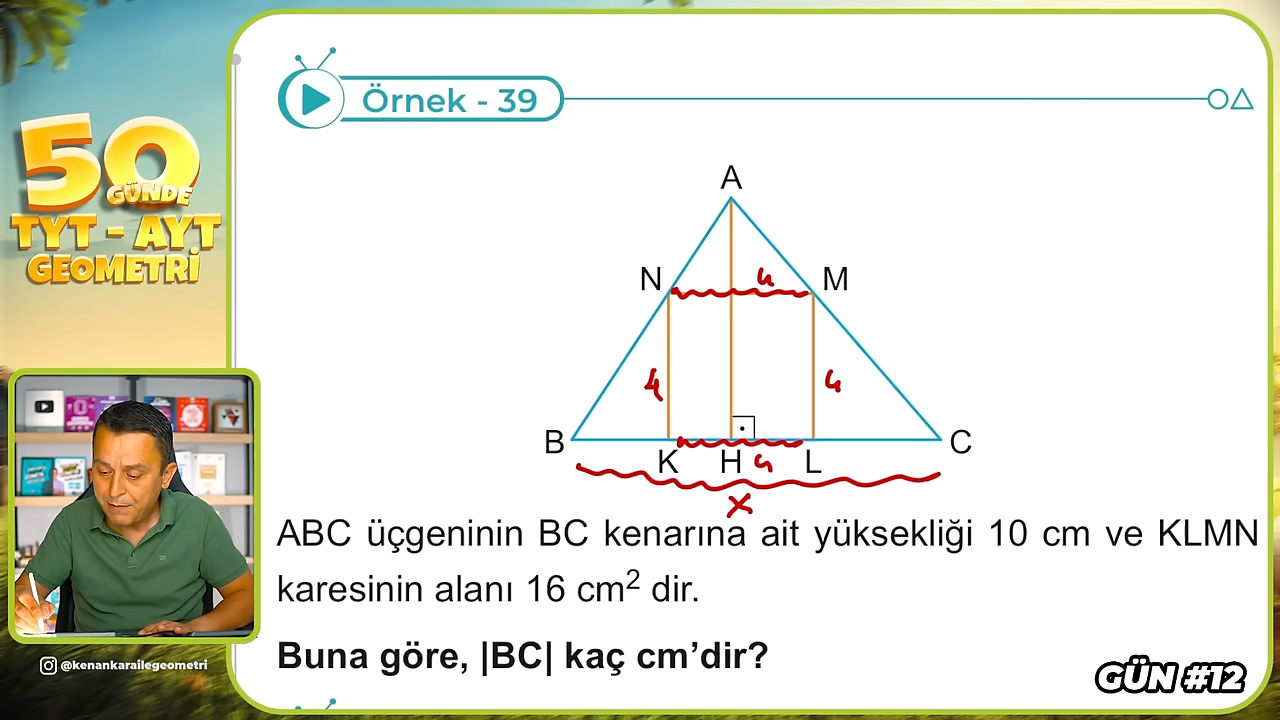 50
GÜNDE
TYT - AYT
GEOMETRİ
Örnek - 39
A
N
4
M
4
4
B
K
H
4
L
C
x
ABC üçgeninin BC kenarına ait yüksekliği 10 cm ve KLMN
karesinin alanı 16 cm² dir.
Buna göre, |BC| kaç cm’dir?
@kenankarailegeometri
GÜN #12